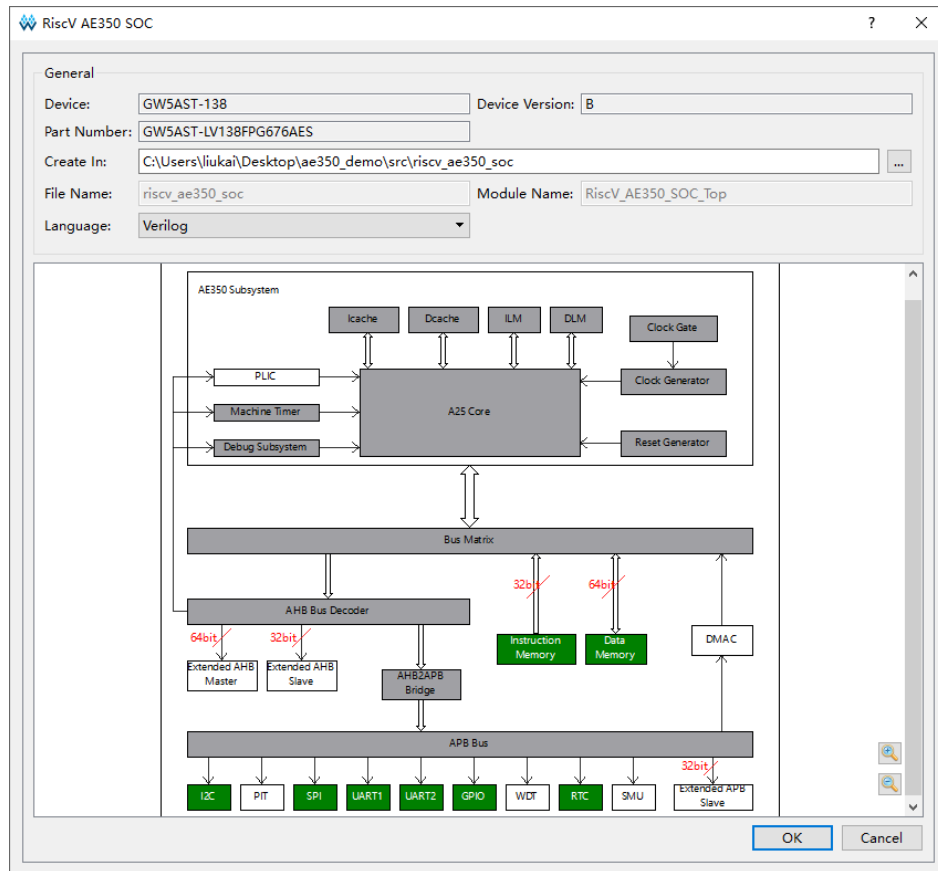 RiscV AE350 SOC
?
General
Device:
GW5AST-138
Device Version:
B
Part Number:
GW5AST-LV138FPG676AES
Create In:
C:\Users\liukai\Desktop\ae350_demo\src\riscv_ae350_soc
...
File Name:
riscv_ae350_soc
Module Name:
RiscV_AE350_SOC_Top
Language:
Verilog
AE350 Subsystem
Icache
Dcache
ILM
DLM
Clock Gate
PLIC
Clock Generator
Machine Timer
A25 Core
Debug Subsystem
Reset Generator
Bus Matrix
32bit
64bit
AHB Bus Decoder
64bit
32bit
Instruction
Memory
Data
Memory
DMAC
Extended AHB
Master
Extended AHB
Slave
AHB2APB
Bridge
APB Bus
32bit
I2C
PIT
SPI
UART1
UART2
GPIO
WDT
RTC
SMU
Extended APB
Slave
OK
Cancel